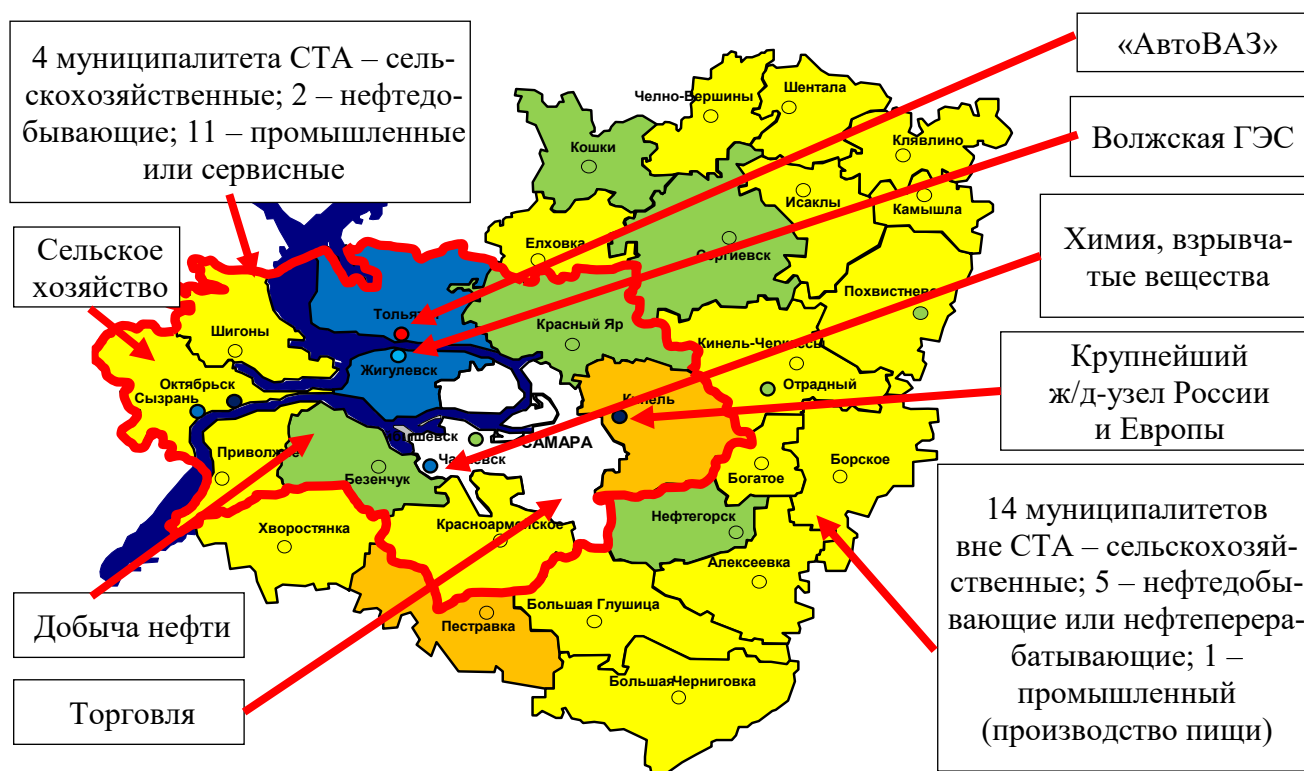 4 муниципалитета СТА – сель-
скохозяйственные; 2 – нефтедо-
бывающие; 11 – промышленные
или сервисные
«АвтоВАЗ»
Волжская ГЭС
Химия, взрывча-
тые вещества
Крупнейший
ж/д-узел России
и Европы
14 муниципалитетов
вне СТА – сельскохозяй-
ственные; 5 – нефтедобы-
вающие или нефтеперера-
батывающие; 1 –
промышленный
(производство пищи)
Сельское
хозяйство
Добыча нефти
Торговля
Шентала
Челно-Вершины
Клявлино
Кошки
Исаклы
Камышла
Елховка
Сергиевск
Похвистнево
Тольятти
Красный Яр
Шигоны
Кинель-Черкассы
Жигулевск
Отрадный
Октябрьск
Кинель
Сызрань
САМАРА
Приволжье
Чапаевск
Богатое
Борское
Безенчук
Нефтегорск
Хворостянка
Красноармейское
Алексеевка
Большая Глушица
Пестравка
Большая Черниговка